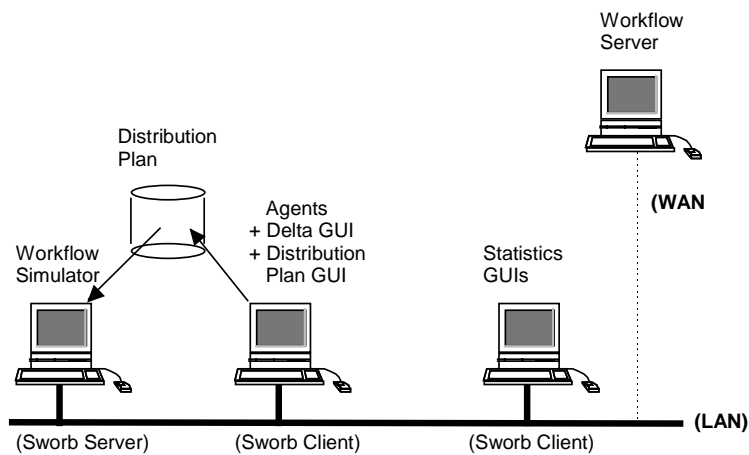 Workflow
Server
Distribution
Plan
(WAN
Agents
+ Delta GUI
+ Distribution
Plan GUI
Workflow
Simulator
Statistics
GUIs
(LAN)
(Sworb Server)
(Sworb Client)
(Sworb Client)